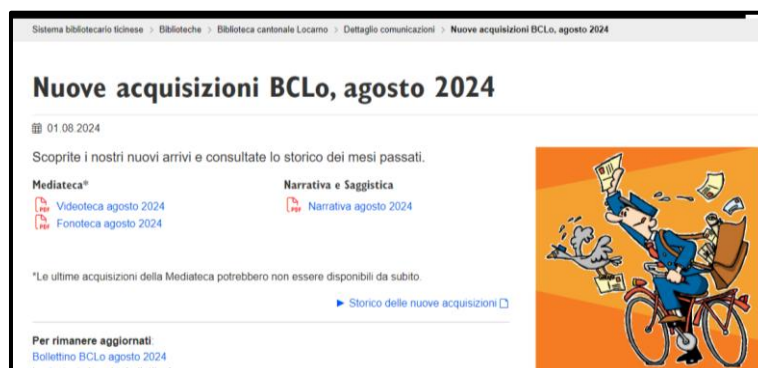 Sistema bibliotecario ticinese > Biblioteche > Biblioteca cantonale Locarno > Dettaglio comunicazioni > Nuove acquisizioni BCLo, agosto 2024
Nuove acquisizioni BCLo, agosto 2024
01.08.2024
Scoprite i nostri nuovi arrivi e consultate lo storico dei mesi passati.
Mediateca*
Videoteca agosto 2024
Fonoteca agosto 2024
Narrativa e Saggistica
Narrativa agosto 2024
*Le ultime acquisizioni della Mediateca potrebbero non essere disponibili da subito.
► Storico delle nuove acquisizioni
Per rimanere aggiornati:
Bollettino BCLo agosto 2024